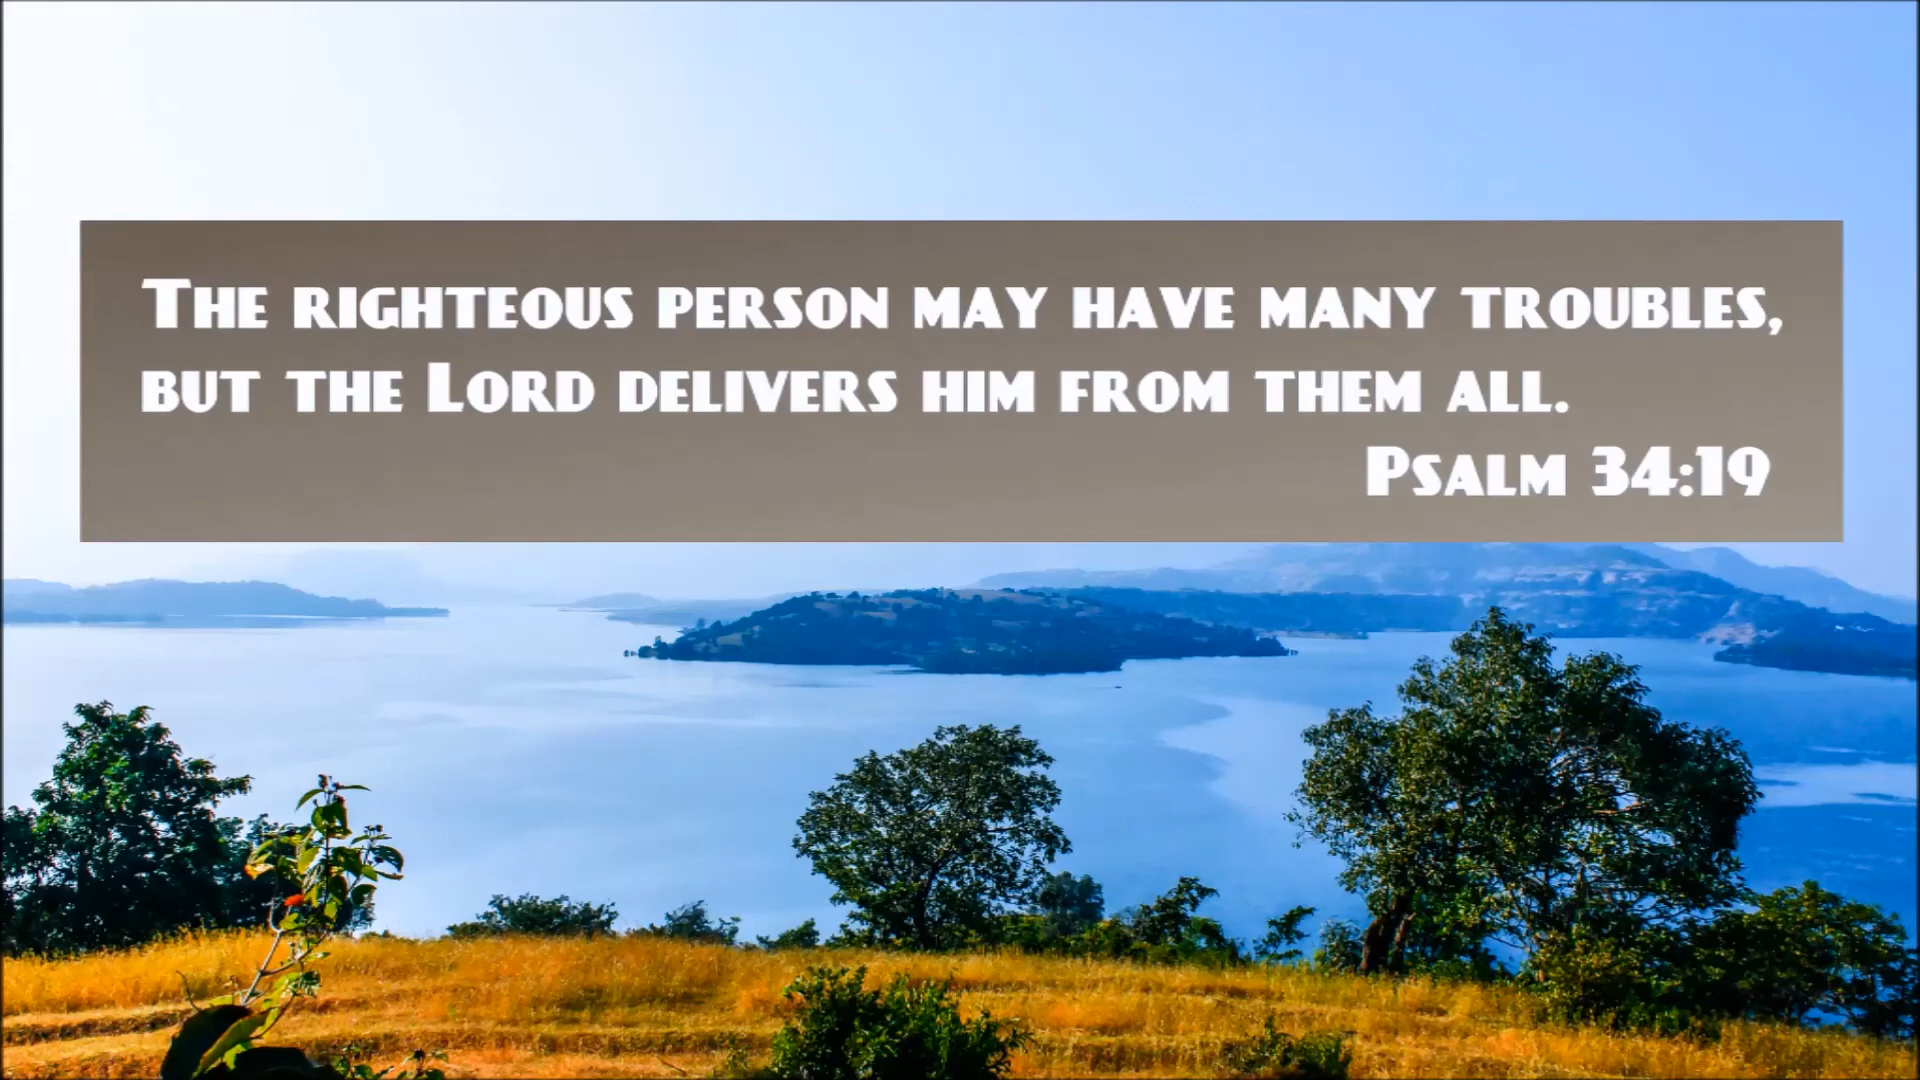 The righteous person may have many troubles,
but the Lord delivers him from them all.
Psalm 34:19